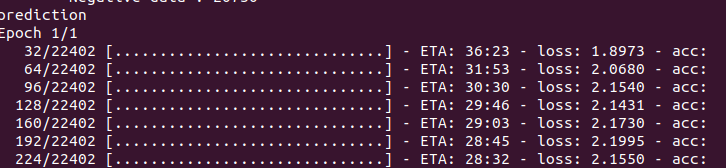 prediction
Epoch 1/1
32/22402 [..............................] - ETA: 36:23 - loss: 1.8973 - acc:
64/22402 [..............................] - ETA: 31:53 - loss: 2.0680 - acc:
96/22402 [..............................] - ETA: 30:30 - loss: 2.1540 - acc:
128/22402 [..............................] - ETA: 29:46 - loss: 2.1431 - acc:
160/22402 [..............................] - ETA: 29:03 - loss: 2.1730 - acc:
192/22402 [..............................] - ETA: 28:45 - loss: 2.1995 - acc:
224/22402 [..............................] - ETA: 28:32 - loss: 2.1550 - acc: